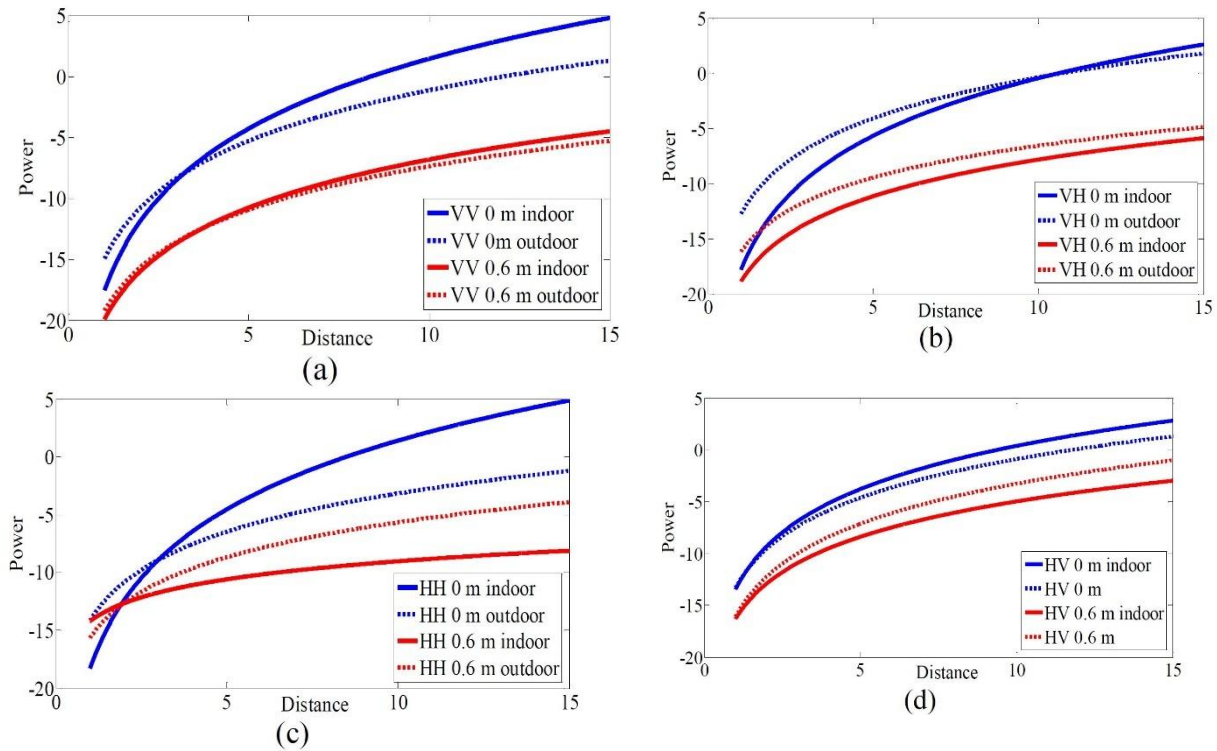 5
0
-5
-10
-15
-20
Power
0
5
10
15
Distance
VV 0 m indoor
VV 0m outdoor
VV 0.6 m indoor
VV 0.6 m outdoor
(a)
5
0
-5
-10
-15
-20
Power
0
5
10
15
Distance
VH 0 m indoor
VH 0 m outdoor
VH 0.6 m indoor
VH 0.6 m outdoor
(b)
5
0
-5
-10
-15
-20
Power
0
5
10
15
Distance
HH 0 m indoor
HH 0 m outdoor
HH 0.6 m indoor
HH 0.6 m outdoor
(c)
5
0
-5
-10
-15
-20
Power
0
5
10
15
Distance
HV 0 m indoor
HV 0 m
HV 0.6 m indoor
HV 0.6 m
(d)